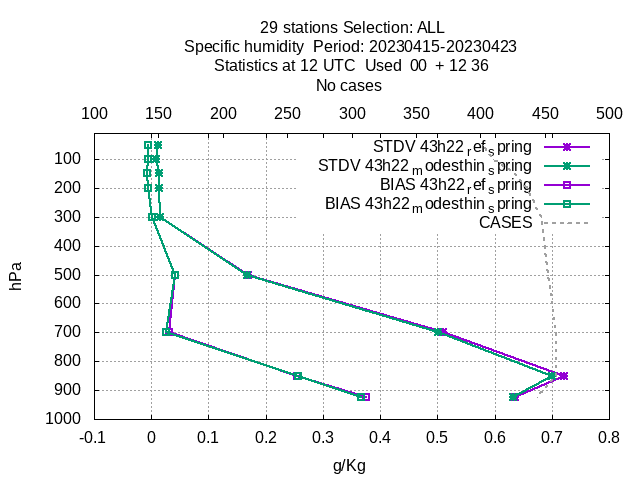 29 stations Selection: ALL
Specific humidity  Period: 20230415-20230423
Statistics at 12 UTC  Used  00  + 12 36
No cases
100 150 200 250 300 350 400 450 500
STDV 43h22_ref_spring
STDV 43h22_modesthin_spring
BIAS 43h22_ref_spring
BIAS 43h22_modesthin_spring
CASES
100
200
300
400
500
600
700
800
900
1000
hPa
-0.1 0 0.1 0.2 0.3 0.4 0.5 0.6 0.7 0.8
g/Kg